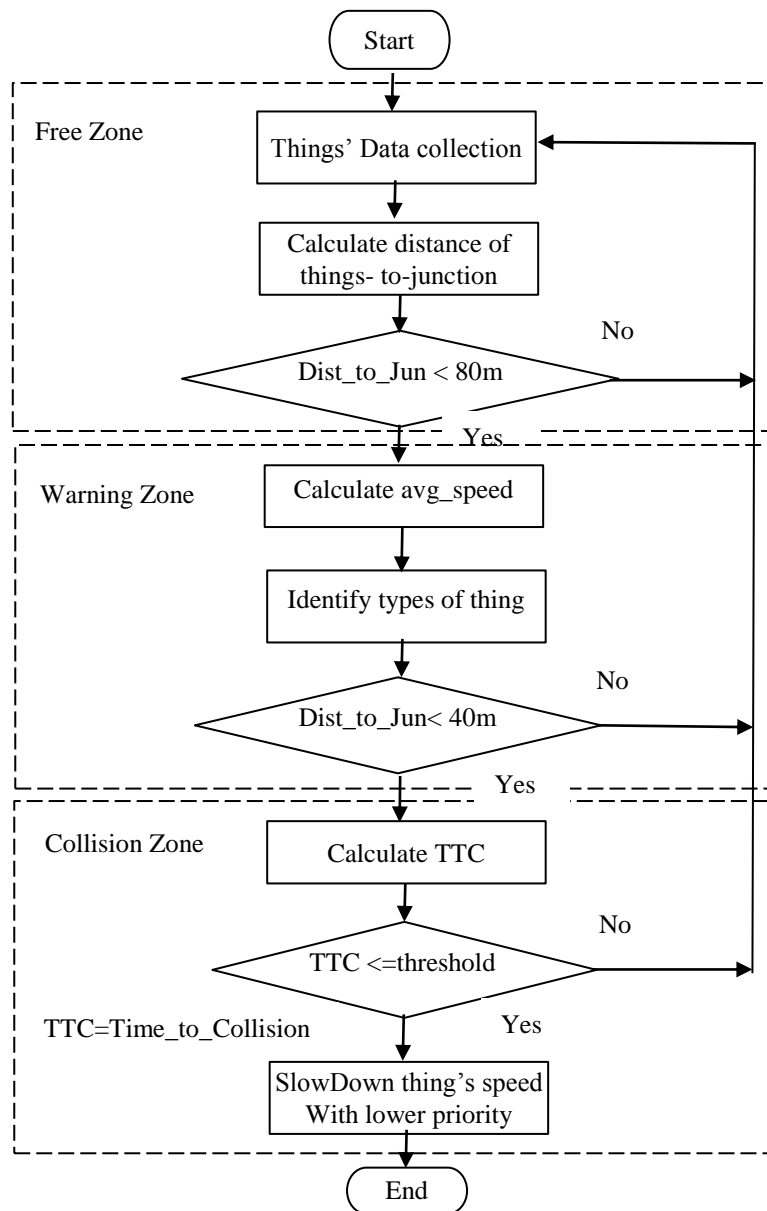 Start
Free Zone
Things' Data collection
Calculate distance of
things- to-junction
No
Dist_to_Jun < 80m
Yes
Warning Zone
Calculate avg_speed
Identify types of thing
No
Dist_to_Jun< 40m
Yes
Collision Zone
Calculate TTC
No
TTC <=threshold
Yes
TTC=Time_to_Collision
SlowDown thing's speed
With lower priority
End